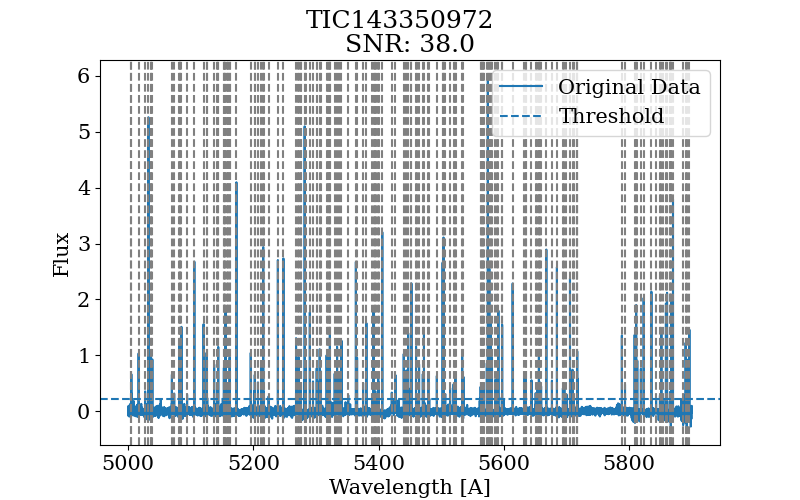 TIC143350972
SNR: 38.0
Original Data
Threshold
Flux
6
5
4
3
2
1
0
5000 5200 5400 5600 5800
Wavelength [A]